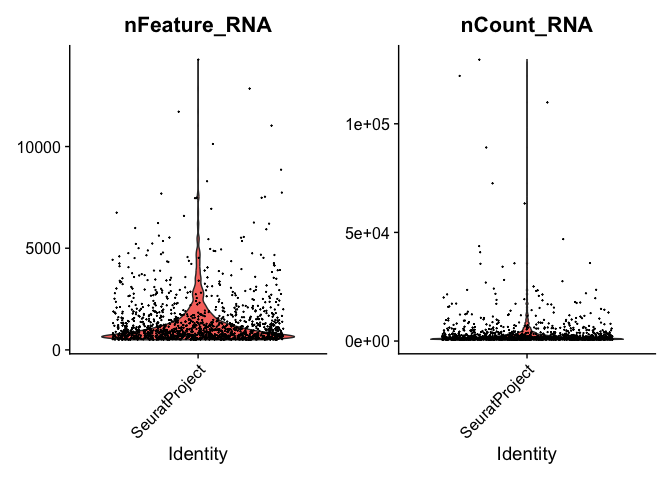 nFeature_RNA
10000
5000
0
SeuratProject
Identity
nCount_RNA
1e+05
5e+04
0e+00
SeuratProject
Identity